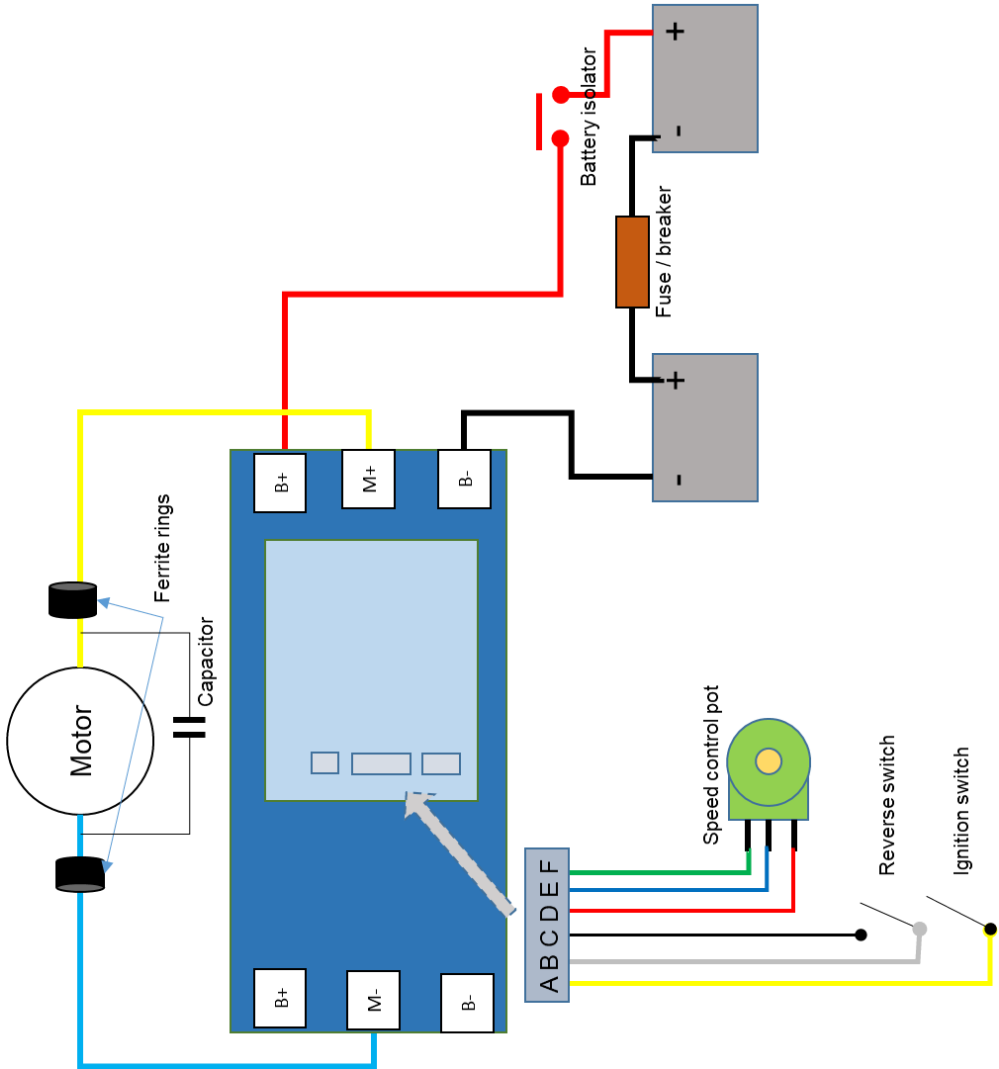 +
Battery isolator
-
Fuse / breaker
+
-
Ferrite rings
Capacitor
Motor
B+
M+
B-
B+
M-
B-
Speed control pot
A B C D E F
Reverse switch
Ignition switch